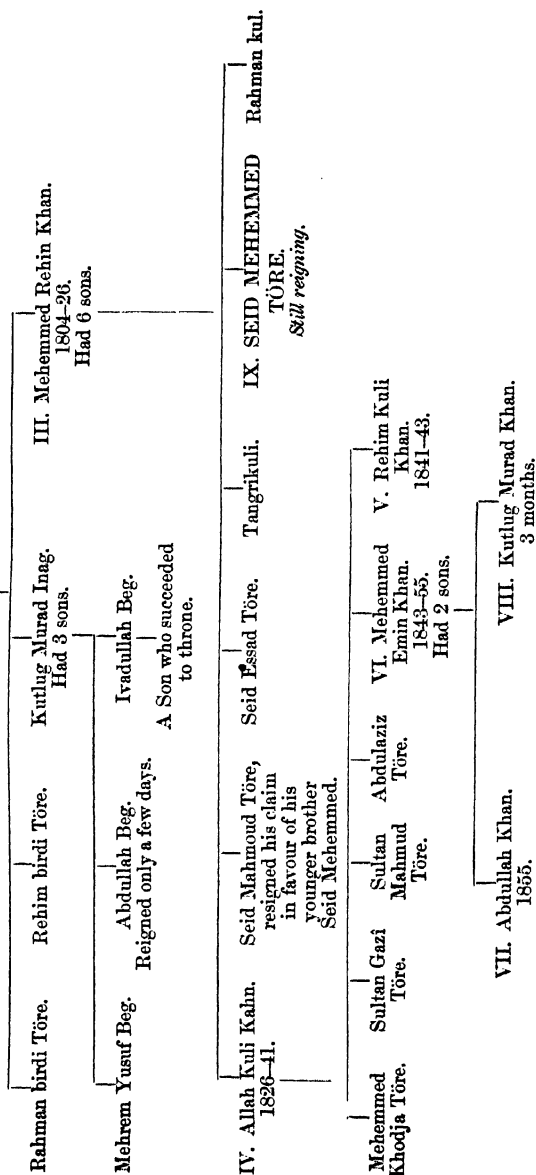 Rahman birdi Töre.
Rehim birdi Töre.
Kutlug Murad Inag.
Had 3 sons.
III. Mehemmed Rehin Khan.
1804–26.
Had 6 sons.
Mehrem Yusuf Beg.
Abdullah Beg.
Reigned only a few days.
Ivadullah Beg.
A Son who succeeded
to throne.
IV. Allah Kuli Kahn.
1826–41.
Seid Mahmoud Töre,
resigned his claim
in favour of his
younger brother
Seid Mehemmed.
Seid Essad Töre.
Tangrikuli.
IX. SEID MEHEMMED
TÖRE.
Still reigning.
Rahman kul.
Mehemmed
Khodja Töre.
Sultan Gazi
Töre.
Sultan
Mahmud
Töre.
Abdulaziz
Töre.
VI. Mehemmed
Emin Khan.
1843–55.
Had 2 sons.
V. Rehim Kuli
Khan.
1841–43.
VII. Abdullah Khan.
1855.
VIII. Kutlug Murad Khan.
3 months.